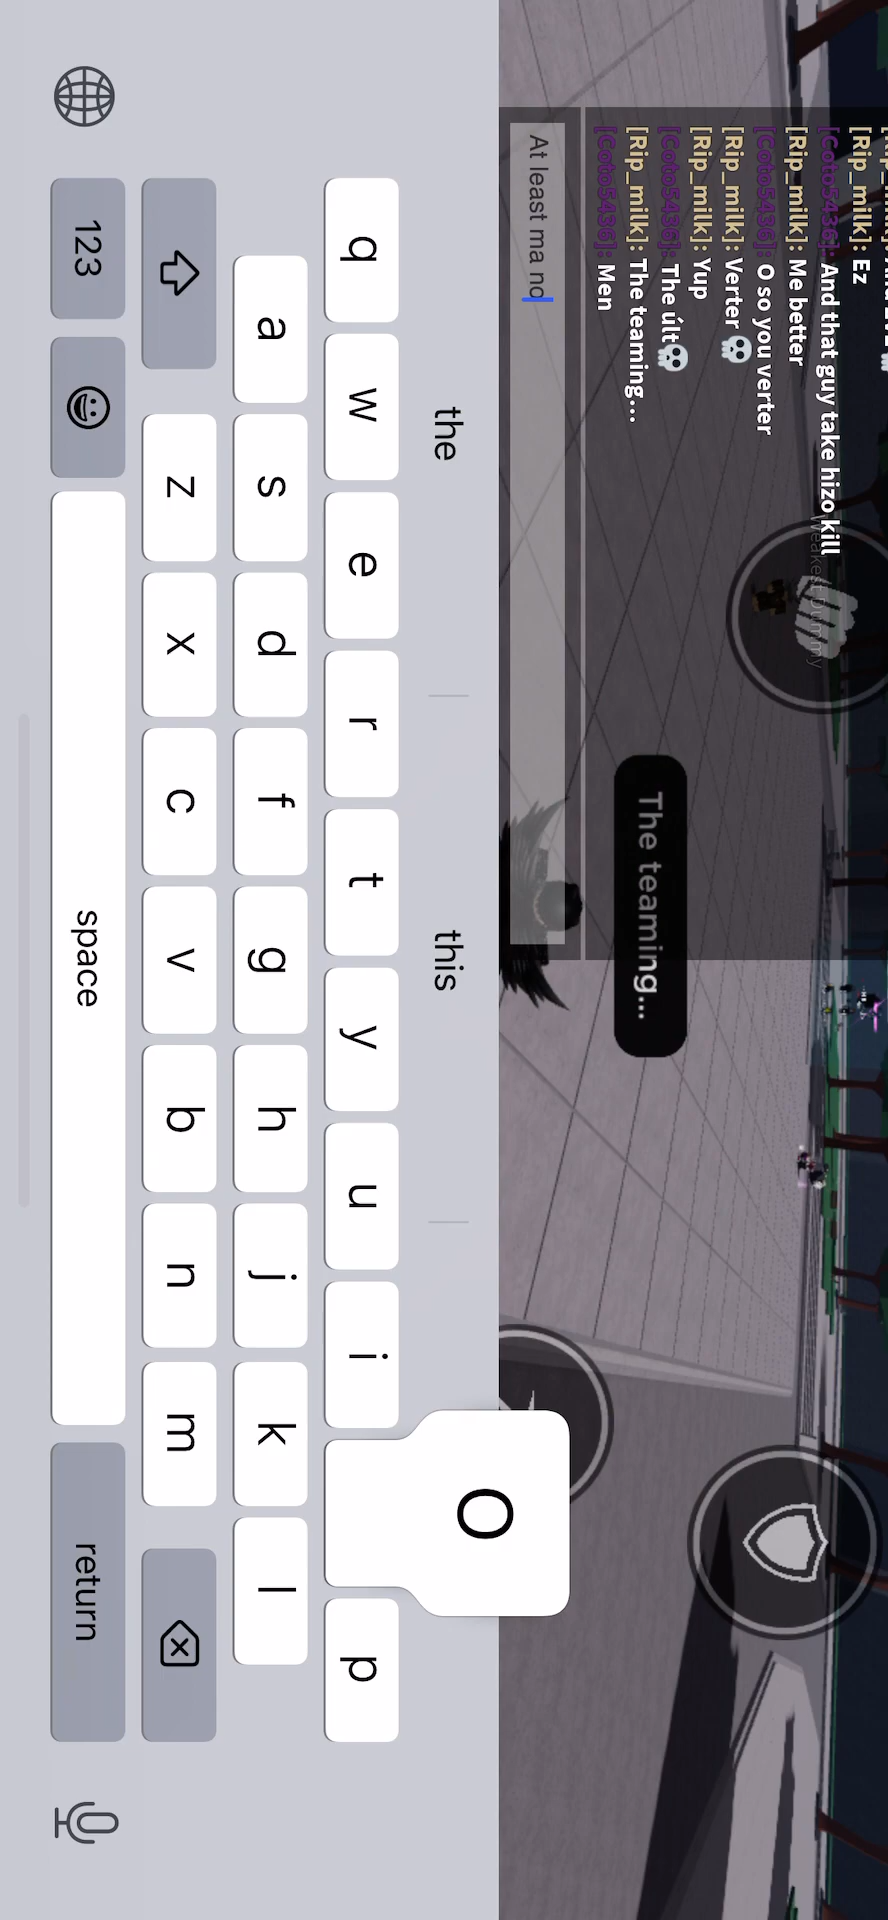 [Rip_milk]: Ez
[Coto5436]: And that guy take hizo kill
[Rip_milk]: Me better
[Coto5436]: O so you verter
[Rip_milk]: Verter 💀
[Rip_milk]: Yup
[Coto5436]: The últ💀
[Rip_milk]: The teaming...
[Coto5436]: Men
At least ma no
Weakest Dummy
The teaming...
the
this
q w e r t y u i o p
a s d f g h j k l
z x c v b n m
123
space
return